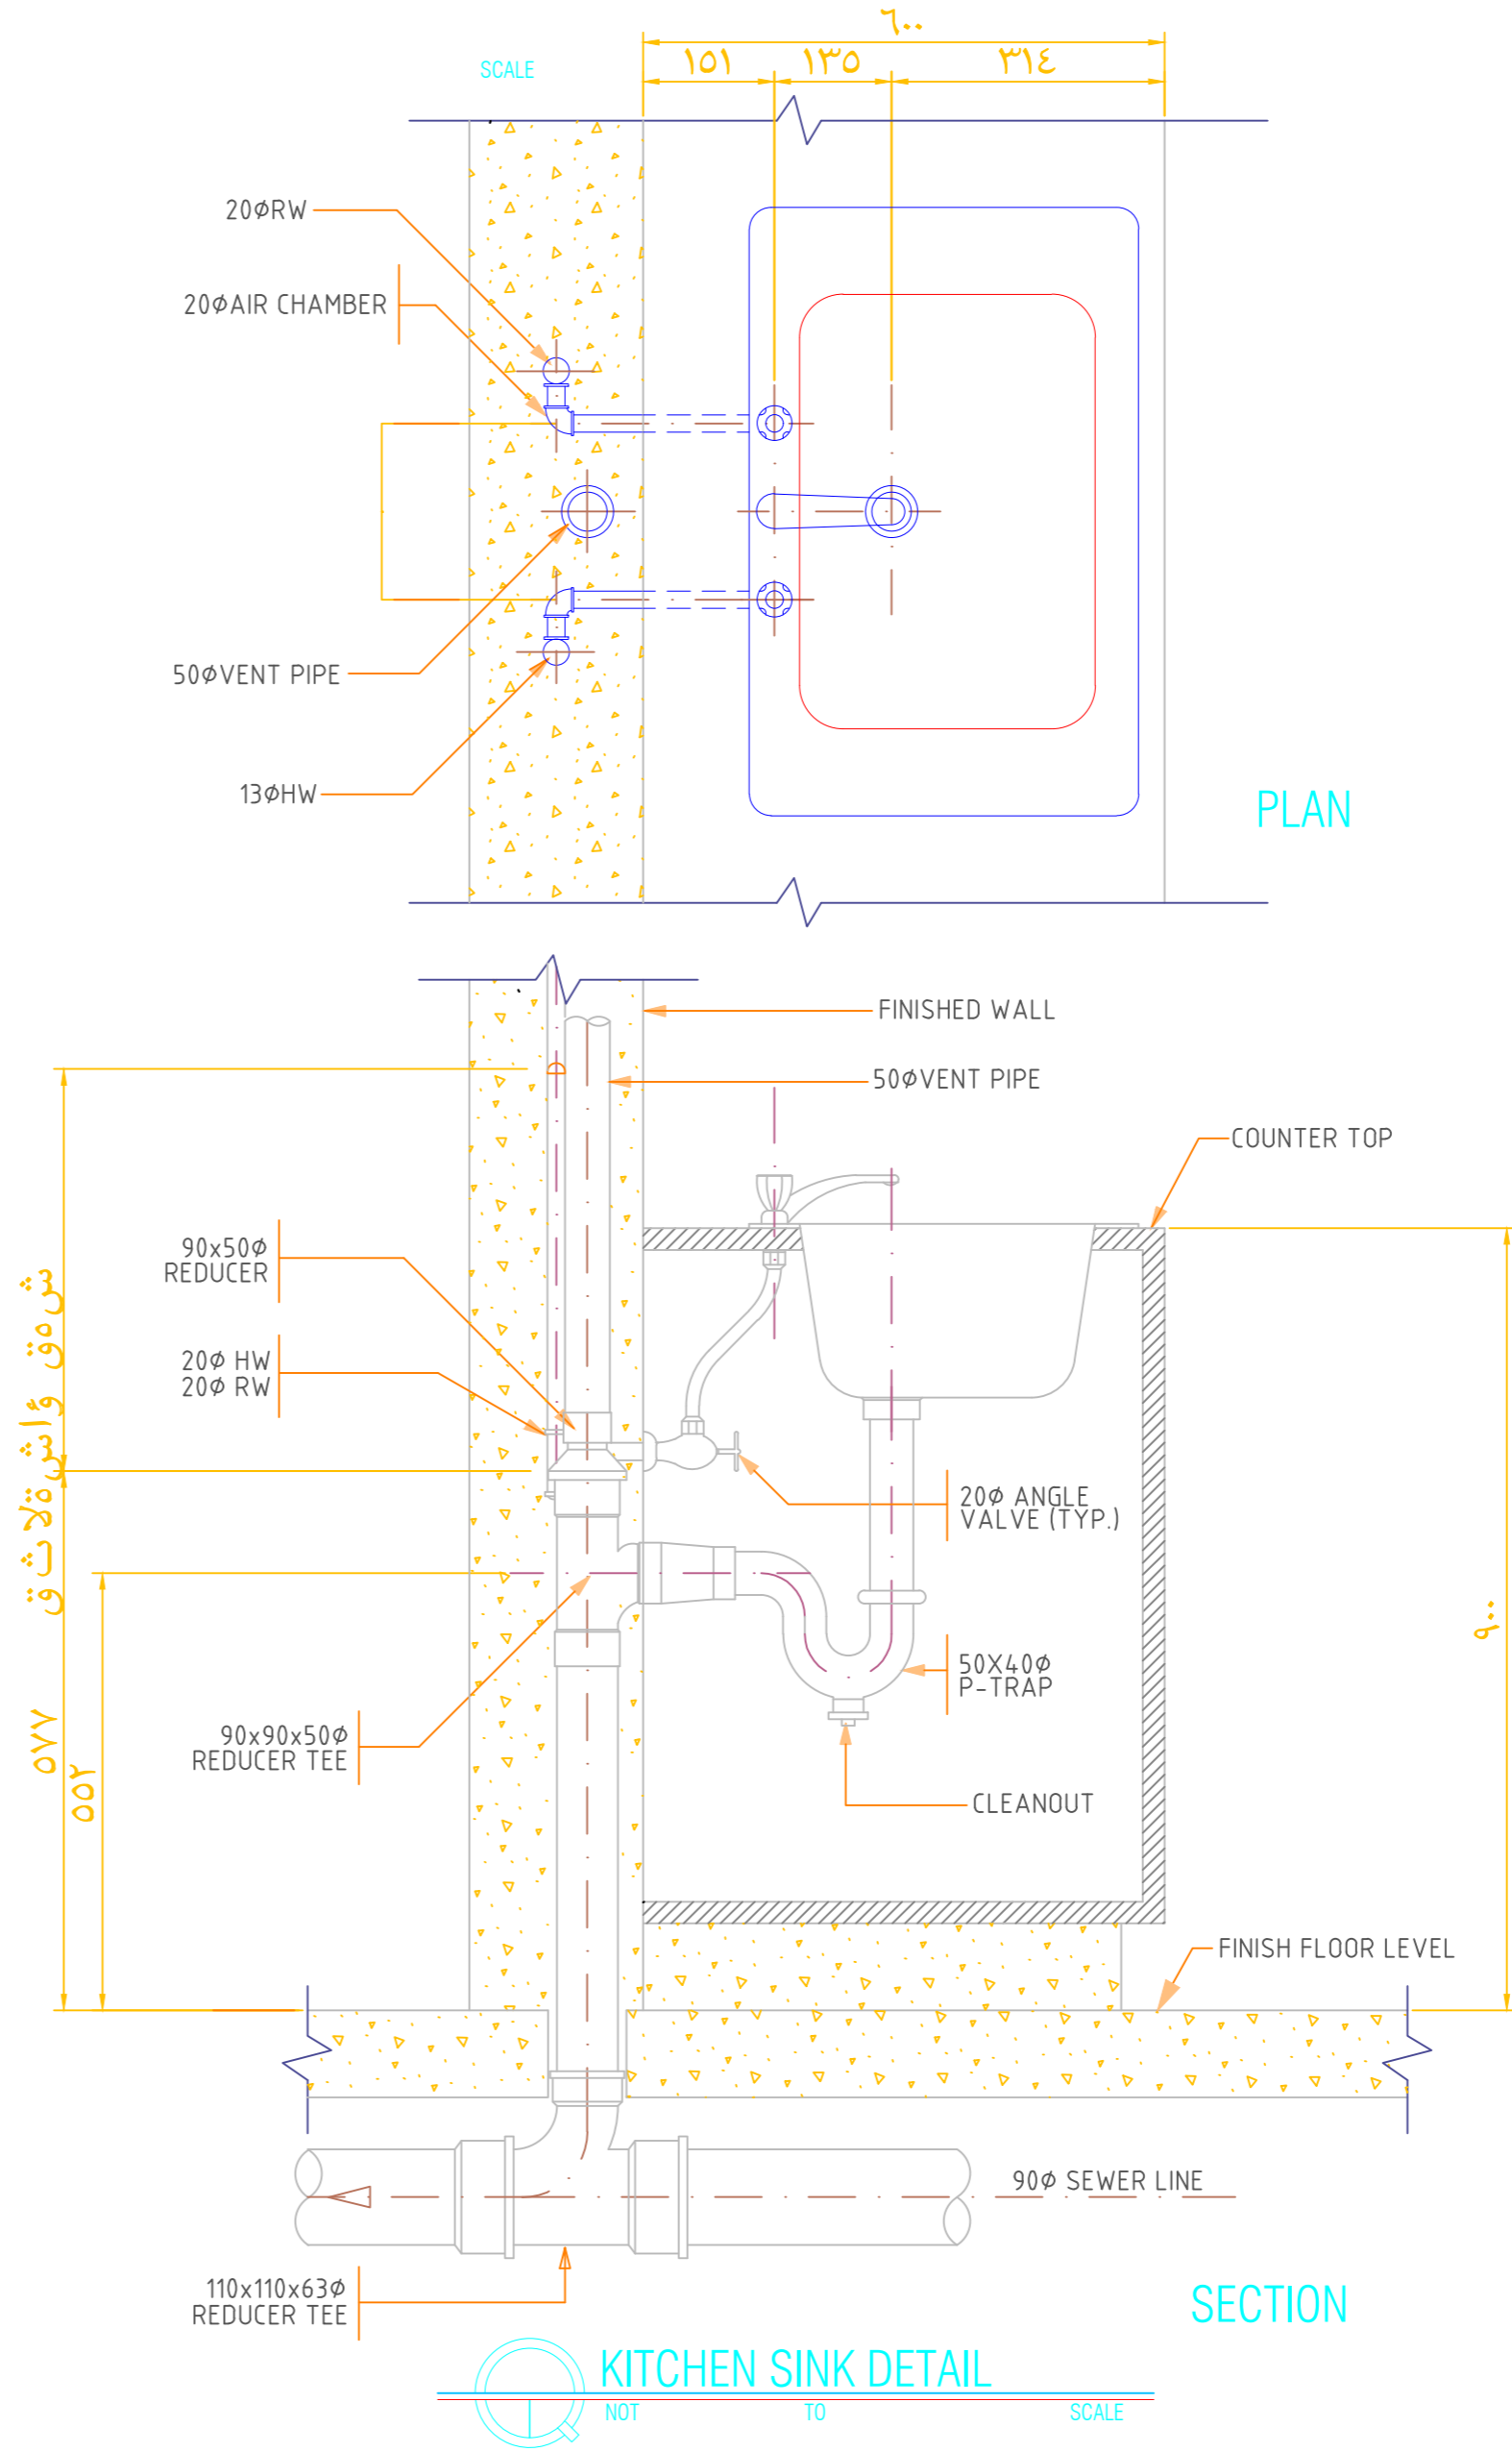 ٦٠٠
١٥١
١٣٥
٣١٤
SCALE
20ØRW
20ØAIR CHAMBER
50ØVENT PIPE
13ØHW
PLAN
FINISHED WALL
50ØVENT PIPE
COUNTER TOP
90x50Ø
REDUCER
20Ø HW
20Ø RW
20Ø ANGLE
VALVE (TYP.)
50X40Ø
P-TRAP
90x90x50Ø
REDUCER TEE
CLEANOUT
٥٧٧
٥٥٢
٩٠٠
FINISH FLOOR LEVEL
90Ø SEWER LINE
110x110x63Ø
REDUCER TEE
SECTION
KITCHEN SINK DETAIL
NOT TO SCALE